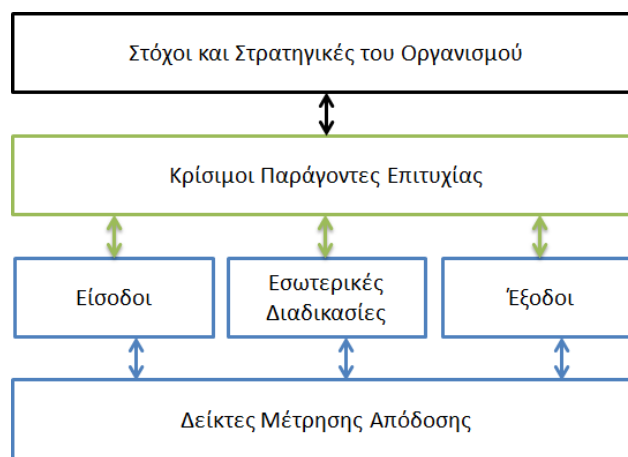 Στόχοι και Στρατηγικές του Οργανισμού
Κρίσιμοι Παράγοντες Επιτυχίας
Είσοδοι
Εσωτερικές
Διαδικασίες
Έξοδοι
Δείκτες Μέτρησης Απόδοσης